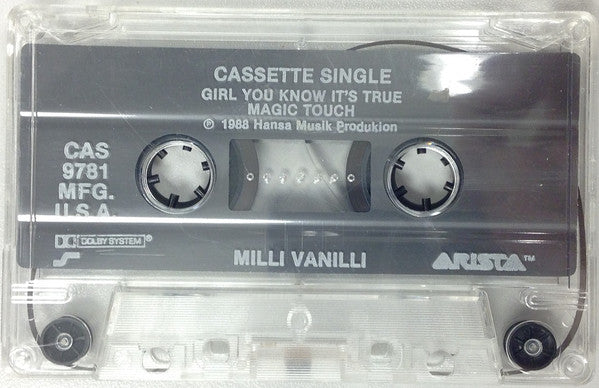 CASSETTE SINGLE
GIRL YOU KNOW IT'S TRUE
MAGIC TOUCH
℗ 1988 Hansa Musik Produkion
CAS
9781
MFG.
U.S.A.
DOLBY SYSTEM®
MILLI VANILLI
ARISTA™